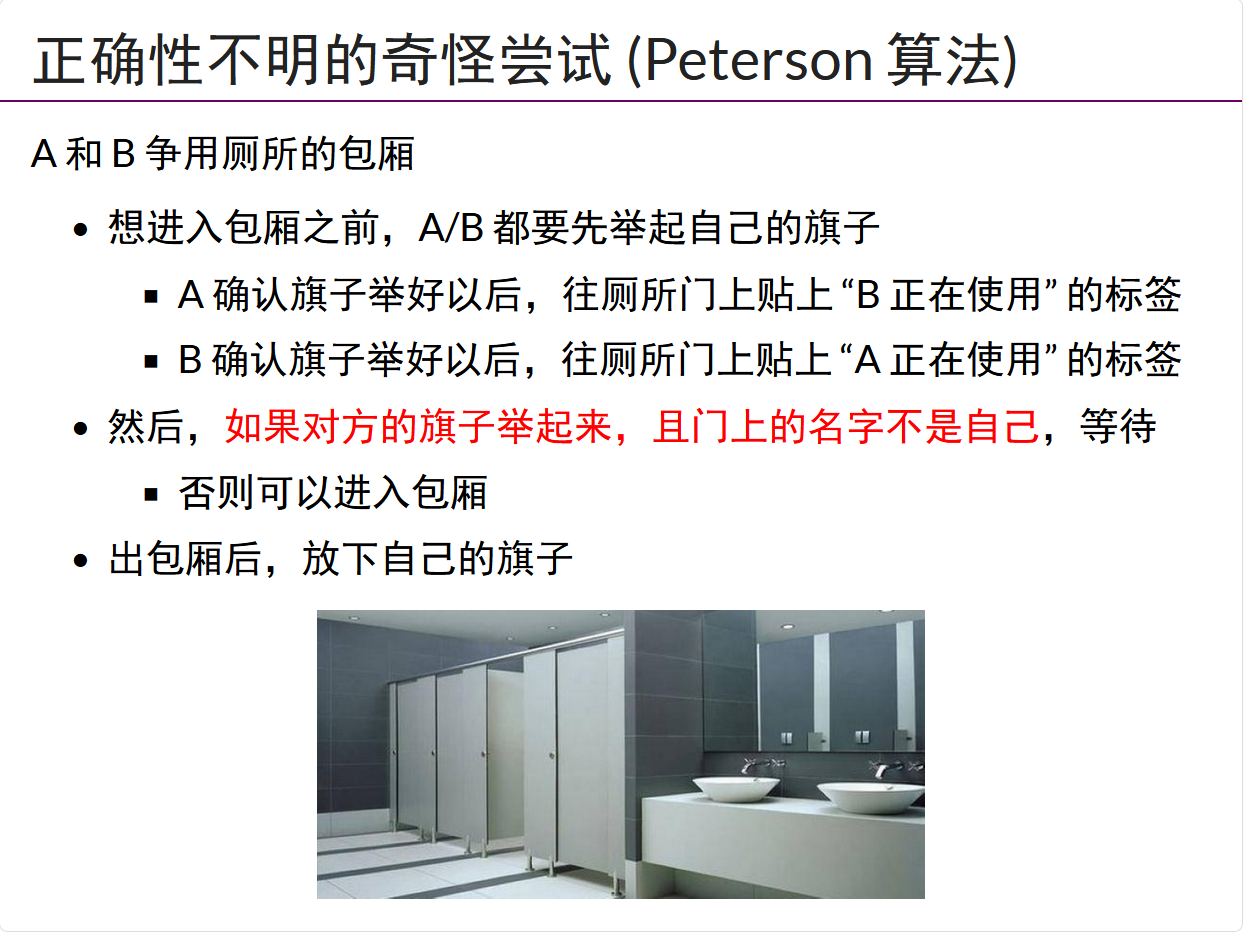 正确性不明的奇怪尝试 (Peterson 算法)
A 和 B 争用厕所的包厢
• 想进入包厢之前，A/B 都要先举起自己的旗子
▪ A 确认旗子举好以后，往厕所门上贴上 “B 正在使用” 的标签
▪ B 确认旗子举好以后，往厕所门上贴上 “A 正在使用” 的标签
• 然后，如果对方的旗子举起来，且门上的名字不是自己，等待
▪ 否则可以进入包厢
• 出包厢后，放下自己的旗子